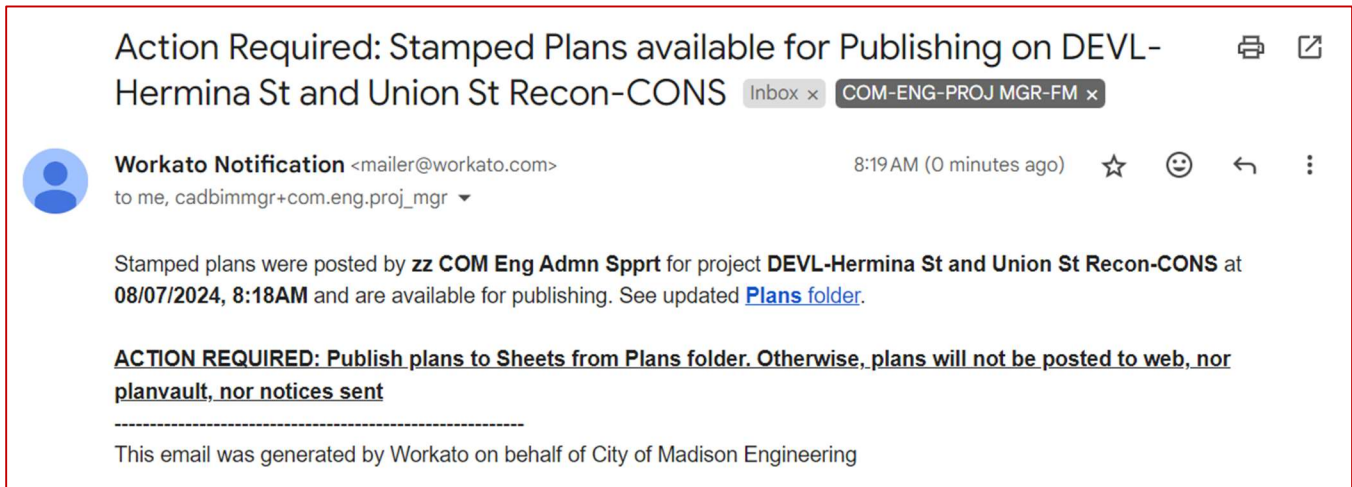 Action Required: Stamped Plans available for Publishing on DEVL-
Hermina St and Union St Recon-CONS Inbox × COM-ENG-PROJ MGR-FM ×
Workato Notification <mailer@workato.com> 8:19 AM (0 minutes ago)
to me, cadbimmgr+com.eng.proj_mgr
Stamped plans were posted by zz COM Eng Admn Spprt for project DEVL-Hermina St and Union St Recon-CONS at
08/07/2024, 8:18AM and are available for publishing. See updated Plans folder.
ACTION REQUIRED: Publish plans to Sheets from Plans folder. Otherwise, plans will not be posted to web, nor
planvault, nor notices sent
----------------------------------------------------------
This email was generated by Workato on behalf of City of Madison Engineering